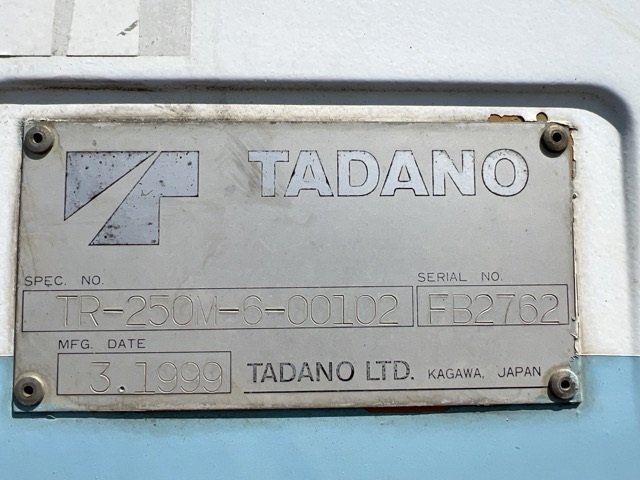 TADANO
SPEC. NO.
TR-250M-6-00102
SERIAL NO.
FB2762
MFG. DATE
3.1999
TADANO LTD. KAGAWA, JAPAN